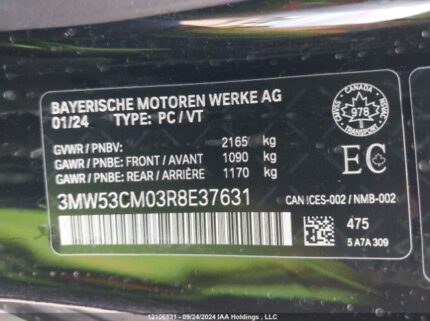 BAYERISCHE MOTOREN WERKE AG
01/24 TYPE: PC / VT
GVWR / PNBV: 2165 kg
GAWR / PNBE: FRONT / AVANT 1090 kg
GAWR / PNBE: REAR / ARRIÈRE 1170 kg
3MW53CM03R8E37631
CANADA
978
TRANSPORT
EC
CAN ICES-002 / NMB-002
475
5 A7A 309
12106831 - 09/24/2024 IAA Holdings , LLC